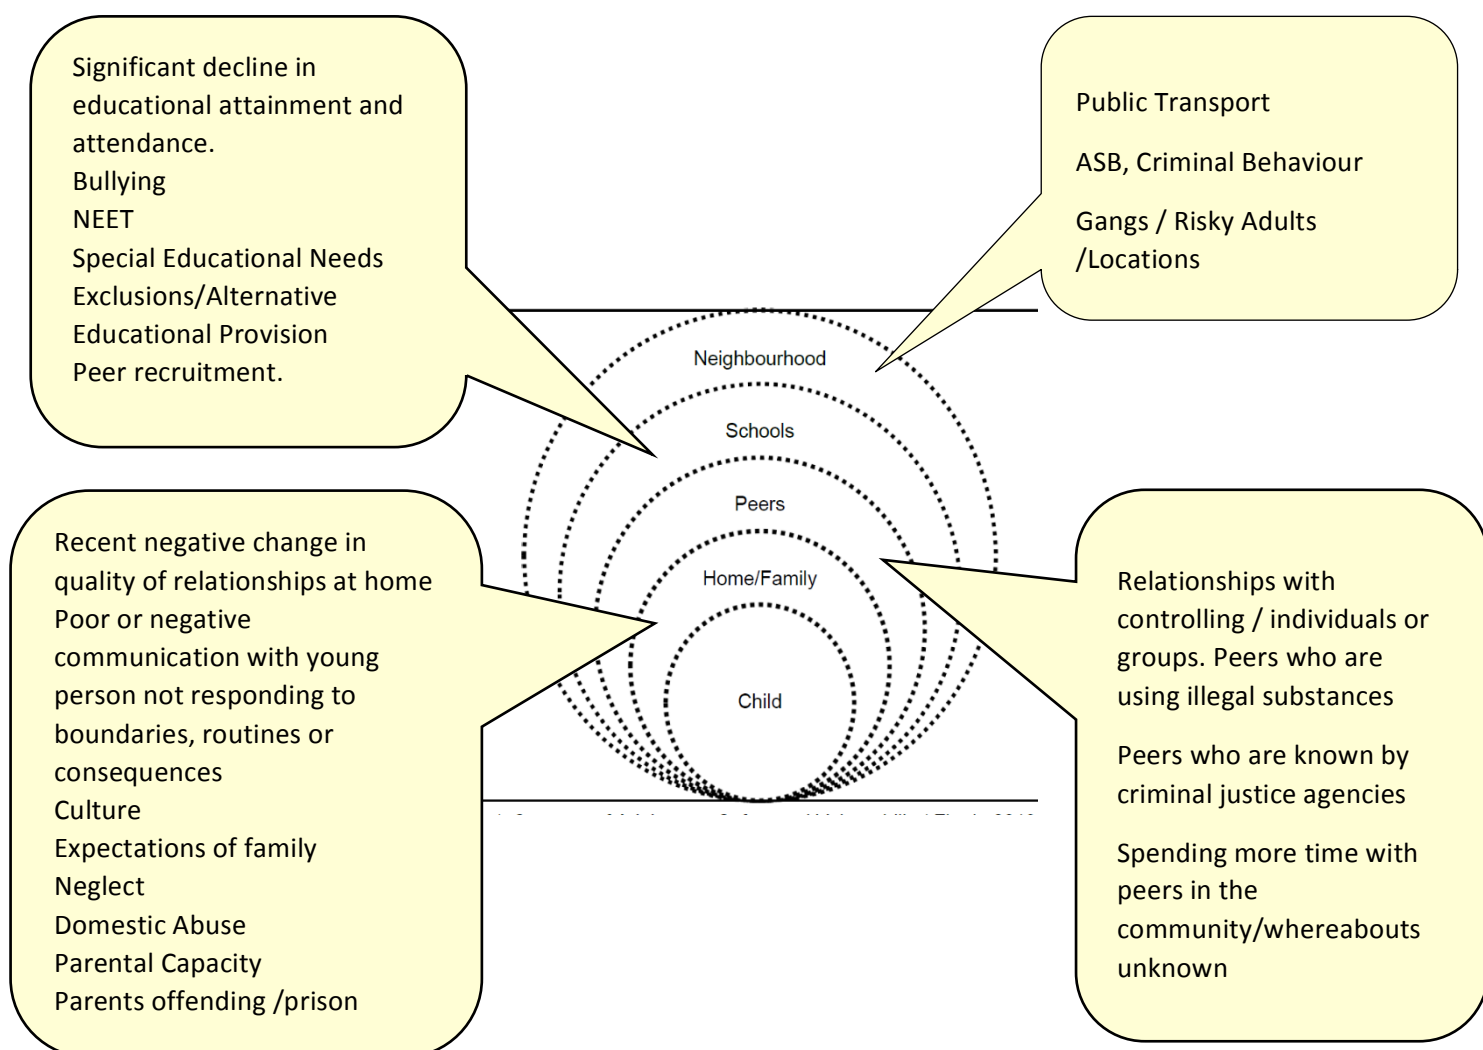 Significant decline in
educational attainment and
attendance.
Bullying
NEET
Special Educational Needs
Exclusions/Alternative
Educational Provision
Peer recruitment.
Public Transport
ASB, Criminal Behaviour
Gangs / Risky Adults
/Locations
Neighbourhood
Schools
Peers
Home/Family
Child
Recent negative change in
quality of relationships at home
Poor or negative
communication with young
person not responding to
boundaries, routines or
consequences
Culture
Expectations of family
Neglect
Domestic Abuse
Parental Capacity
Parents offending /prison
Relationships with
controlling / individuals or
groups. Peers who are
using illegal substances
Peers who are known by
criminal justice agencies
Spending more time with
peers in the
community/whereabouts
unknown